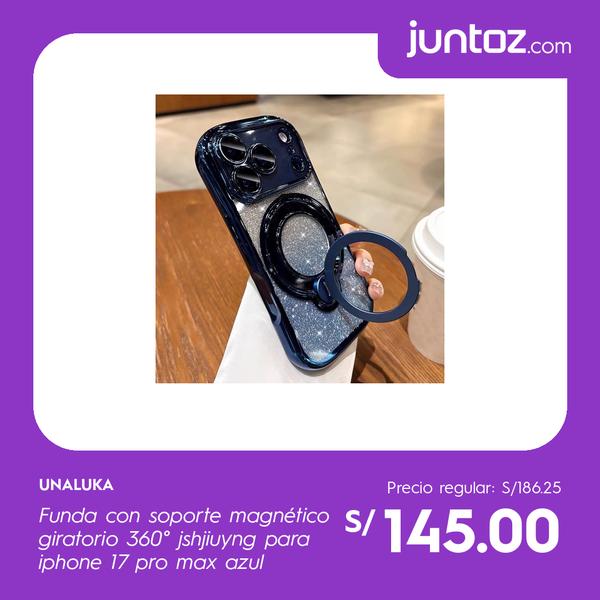 juntoz.com
UNALUKA
Funda con soporte magnético
giratorio 360° jshjiuyng para
iphone 17 pro max azul
Precio regular: S/186.25
S/ 145.00